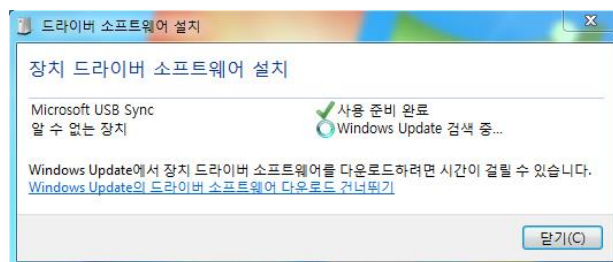 드라이버 소프트웨어 설치
x
장치 드라이버 소프트웨어 설치
Microsoft USB Sync 사용 준비 완료
알 수 없는 장치 Windows Update 검색 중...
Windows Update에서 장치 드라이버 소프트웨어를 다운로드하려면 시간이 걸릴 수 있습니다.
Windows Update의 드라이버 소프트웨어 다운로드 건너뛰기
닫기(C)